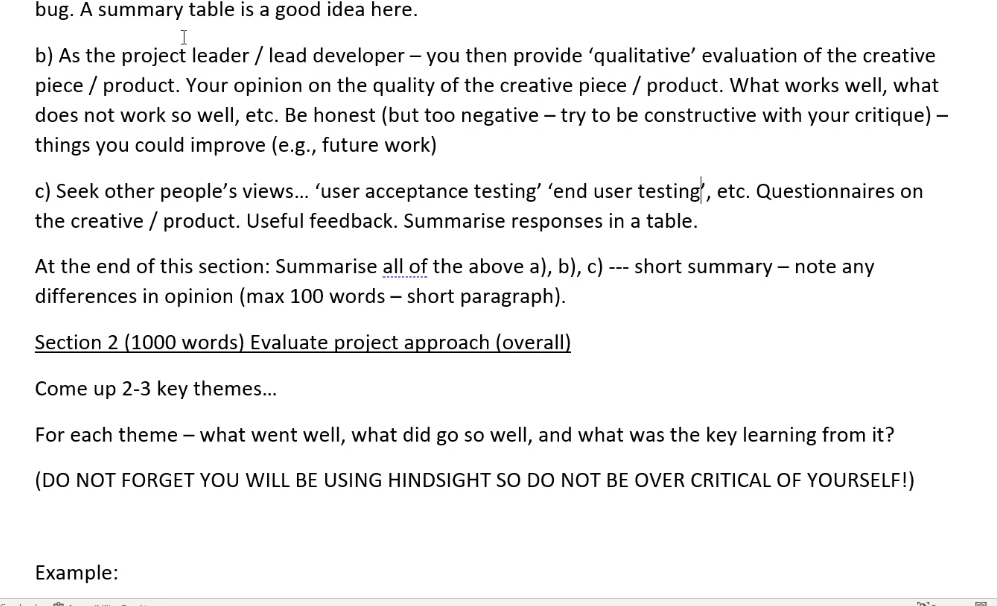 bug. A summary table is a good idea here.
b) As the project leader / lead developer – you then provide ‘qualitative’ evaluation of the creative
piece / product. Your opinion on the quality of the creative piece / product. What works well, what
does not work so well, etc. Be honest (but too negative – try to be constructive with your critique) –
things you could improve (e.g., future work)
c) Seek other people’s views… ‘user acceptance testing’ ‘end user testing’, etc. Questionnaires on
the creative / product. Useful feedback. Summarise responses in a table.
At the end of this section: Summarise all of the above a), b), c) --- short summary – note any
differences in opinion (max 100 words – short paragraph).
Section 2 (1000 words) Evaluate project approach (overall)
Come up 2-3 key themes…
For each theme – what went well, what did go so well, and what was the key learning from it?
(DO NOT FORGET YOU WILL BE USING HINDSIGHT SO DO NOT BE OVER CRITICAL OF YOURSELF!)
Example: